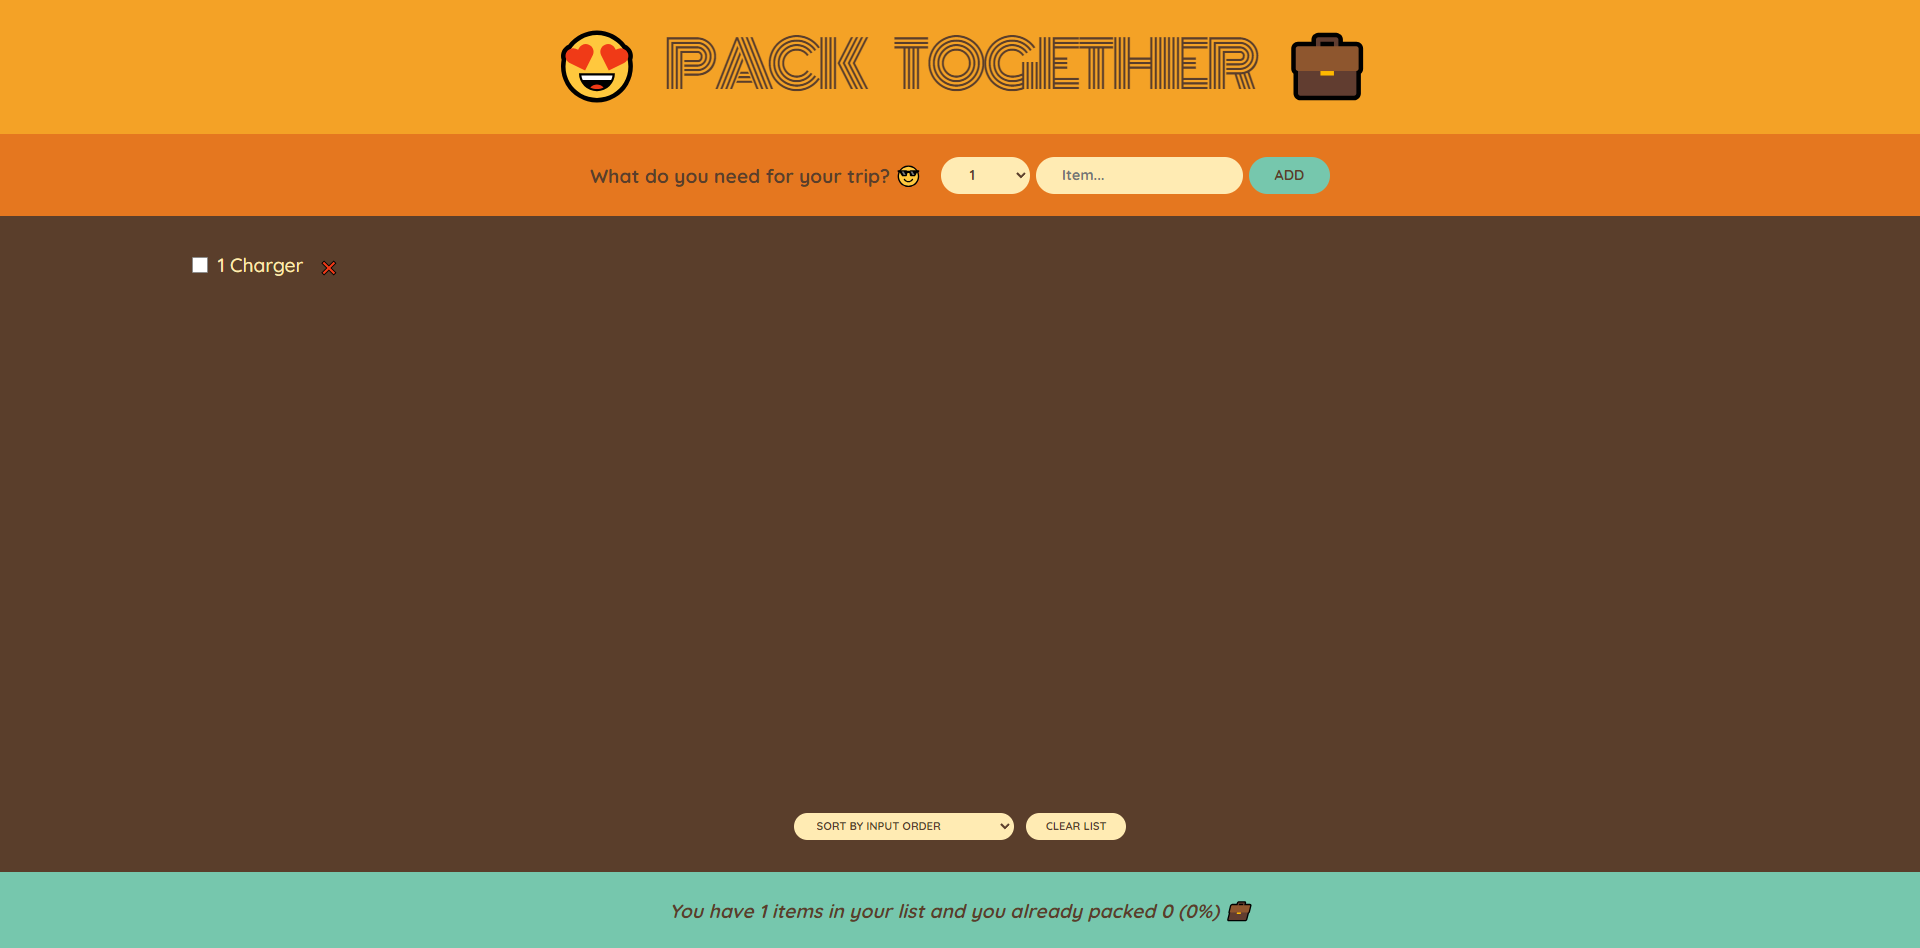 PACK TOGETHER
What do you need for your trip? 1 Item... ADD
1 Charger
SORT BY INPUT ORDER CLEAR LIST
You have 1 items in your list and you already packed 0 (0%)